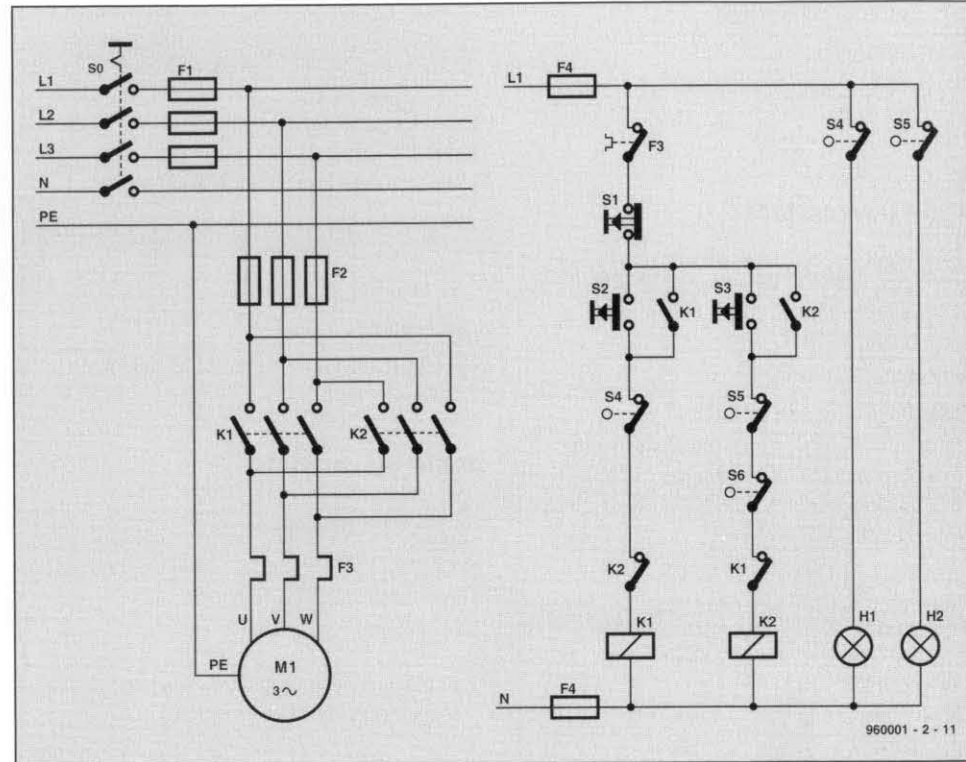 S0
F1
L1
L2
L3
N
PE
F2
K1
K2
F3
U
V
W
PE
M1
3∿
L1
F4
F3
S4
S5
S1
S2
K1
S3
K2
S4
S5
S6
K2
K1
K1
K2
H1
H2
N
F4
960001 - 2 - 11